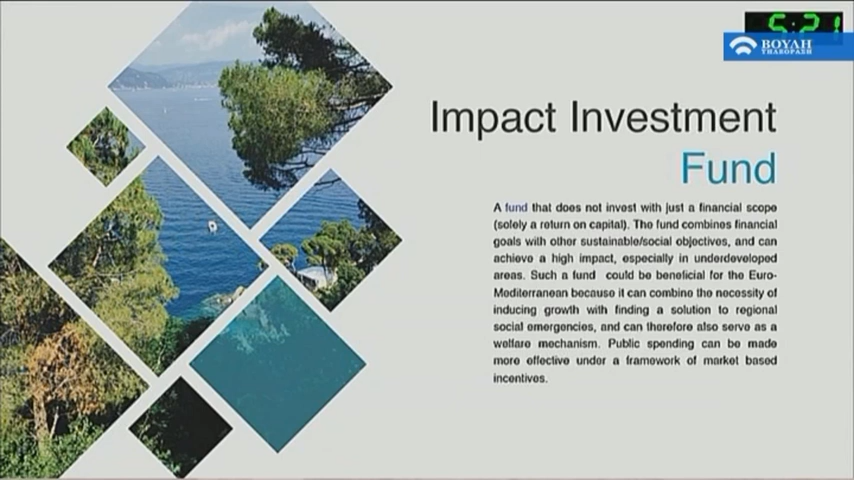 5:21
ΒΟΥΛΗ
ΤΗΛΕΟΡΑΣΗ
Impact Investment
Fund
A fund that does not invest with just a financial scope
(solely a return on capital). The fund combines financial
goals with other sustainable/social objectives, and can
achieve a high impact, especially in underdeveloped
areas. Such a fund could be beneficial for the Euro-
Mediterranean because it can combine the necessity of
inducing growth with finding a solution to regional
social emergencies, and can therefore also serve as a
welfare mechanism. Public spending can be made
more effective under a framework of market based
incentives.